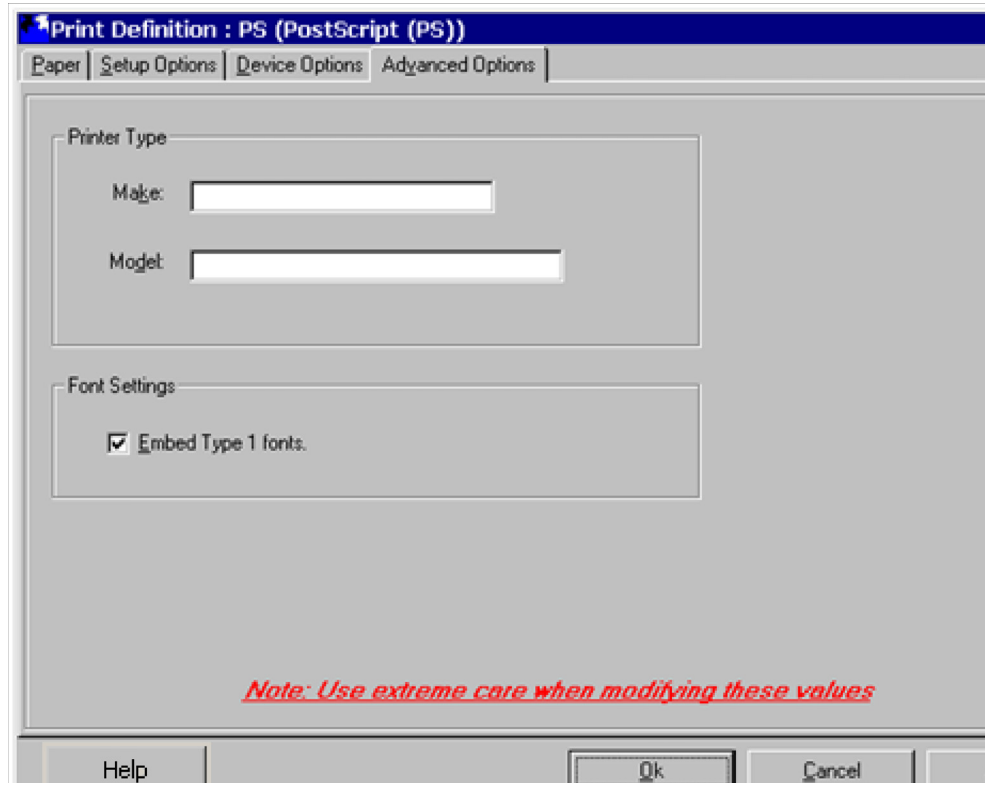 Print Definition : PS (PostScript (PS))
Paper Setup Options Device Options Advanced Options
Printer Type
Make:
Model:
Font Settings
Embed Type 1 fonts.
Note: Use extreme care when modifying these values
Help Ok Cancel